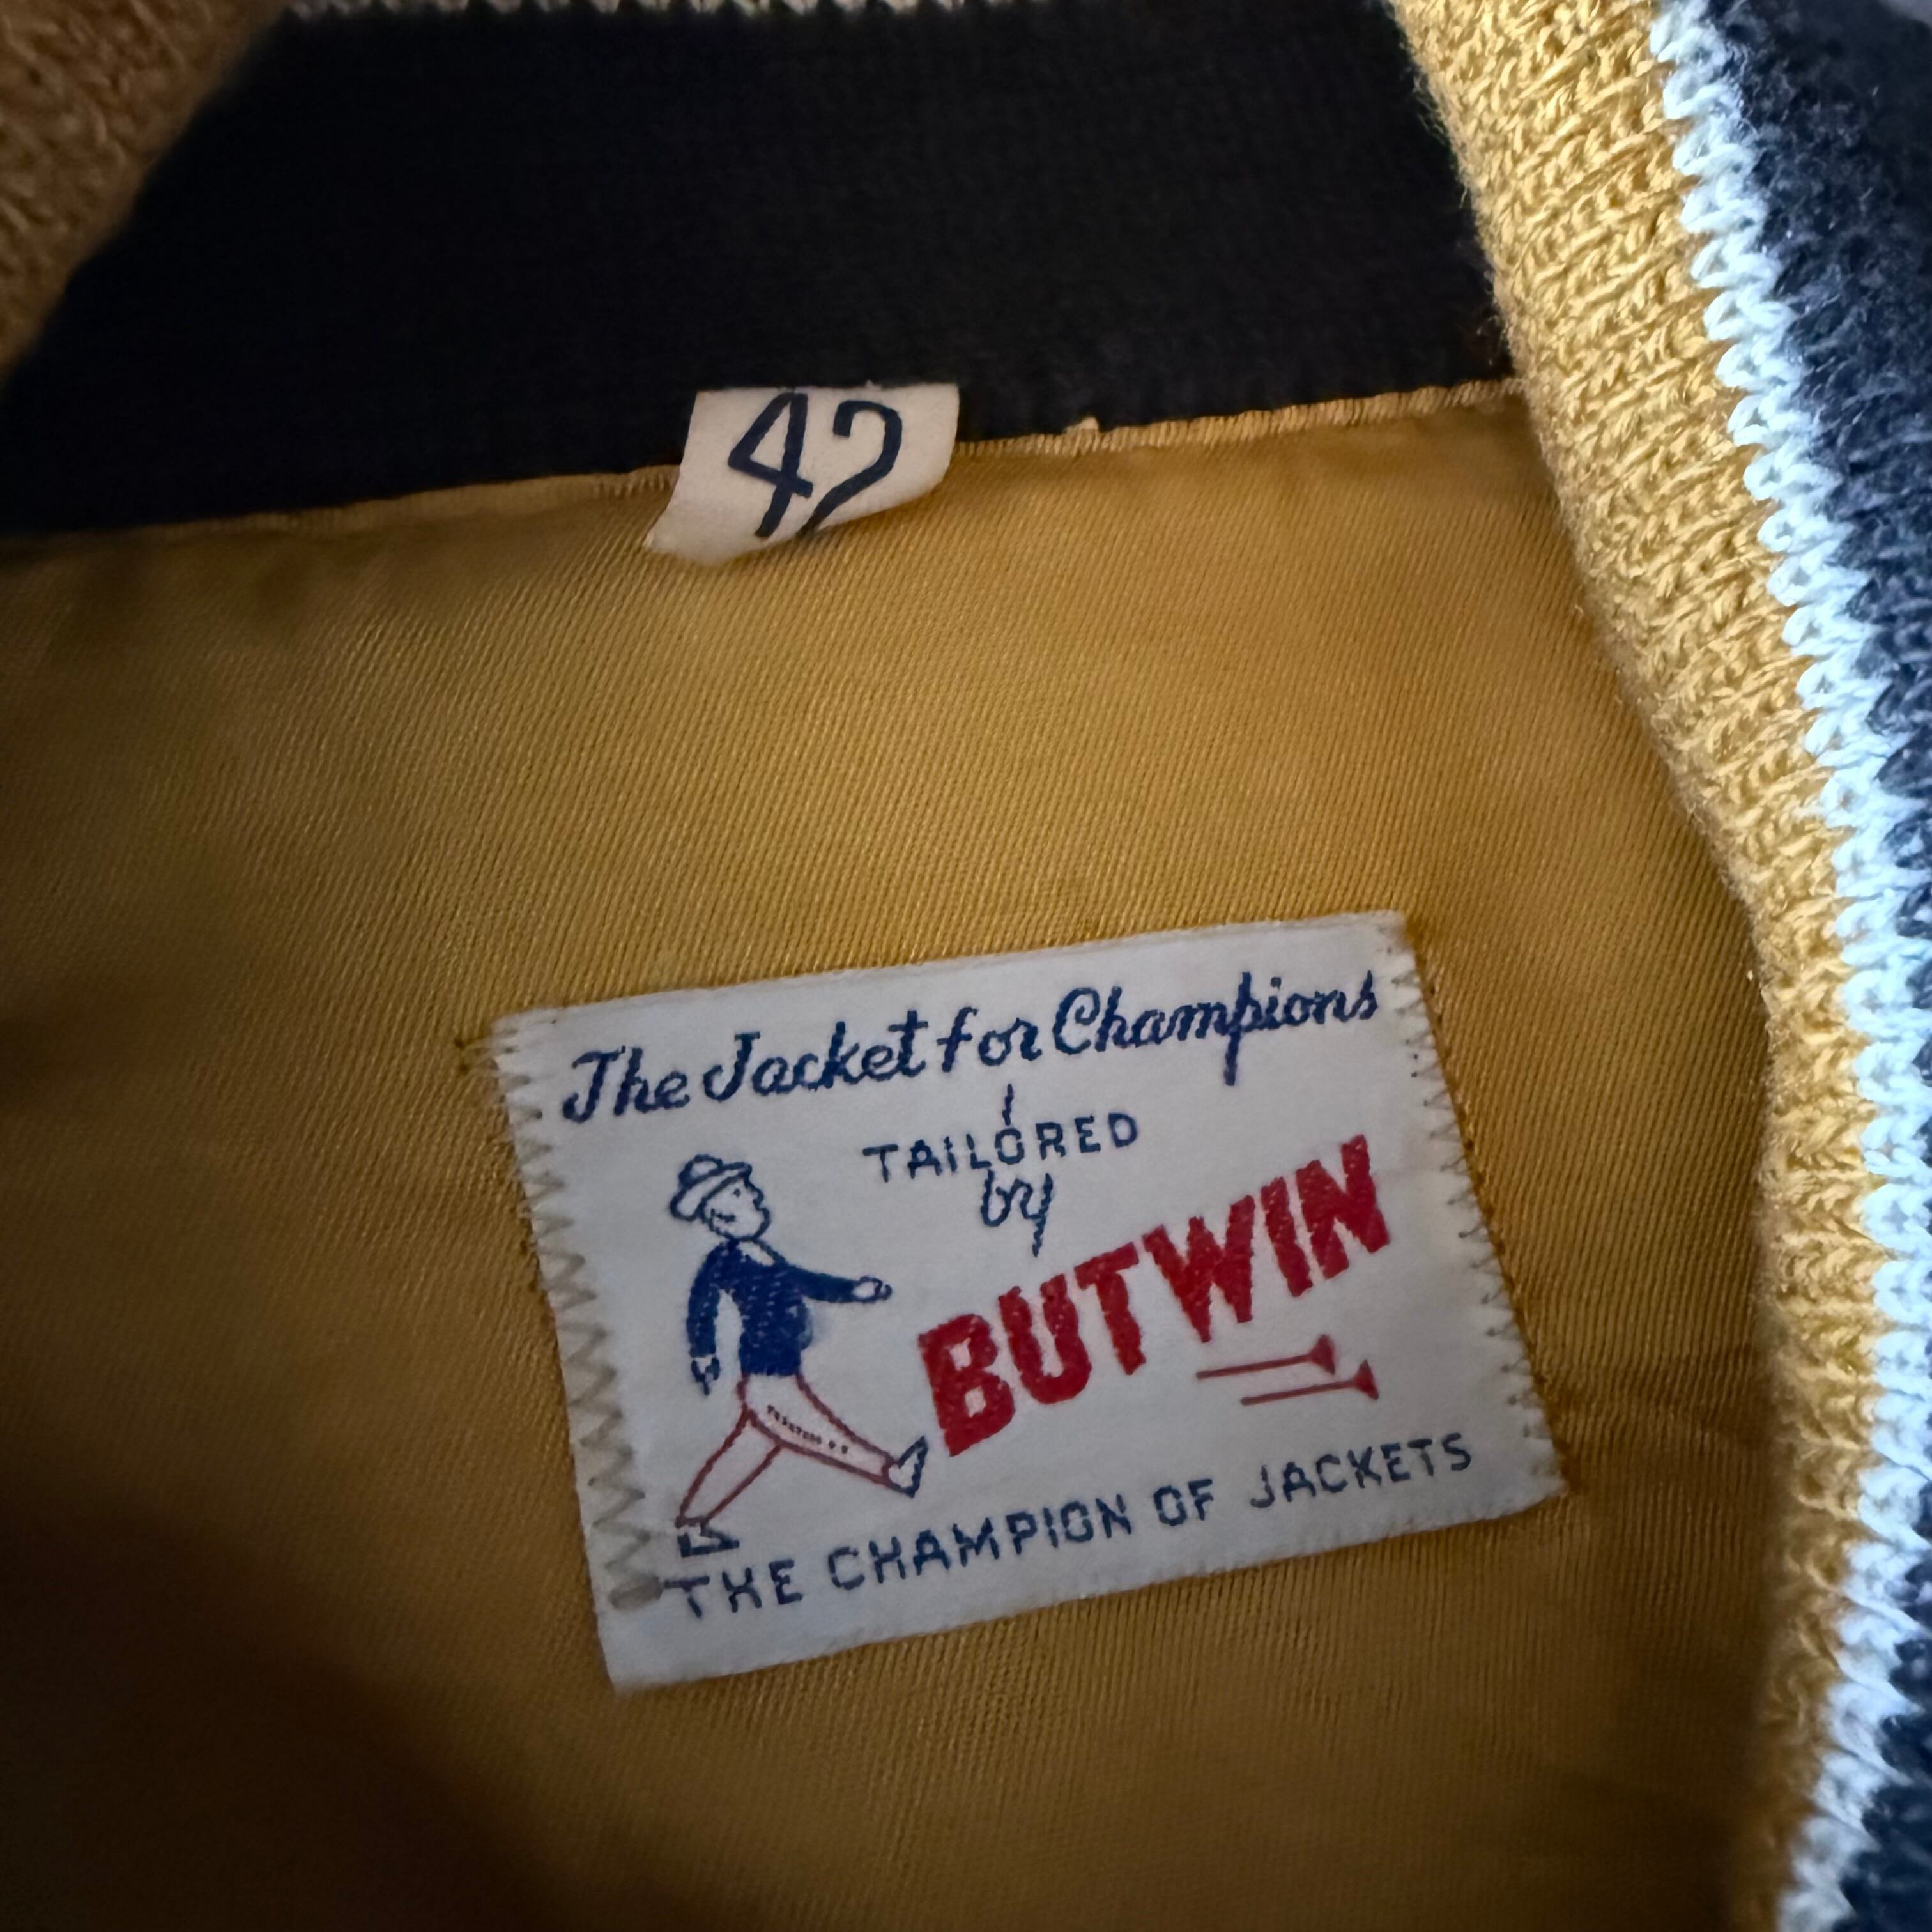 42
The Jacket for Champions
TAILORED
by
BUTWIN
THE CHAMPION OF JACKETS